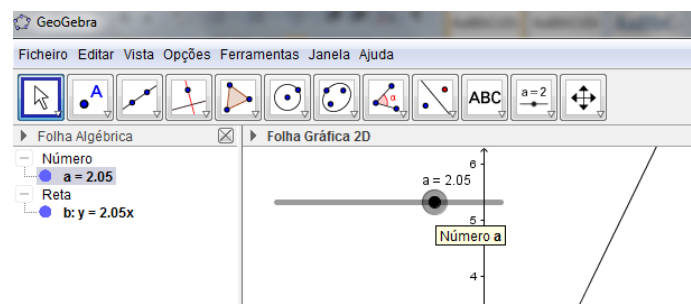 GeoGebra
Ficheiro Editar Vista Opções Ferramentas Janela Ajuda
A
α
ABC
a = 2
Folha Algébrica
Folha Gráfica 2D
Número
a = 2.05
Reta
b: y = 2.05x
6
a = 2.05
5
Número a
4